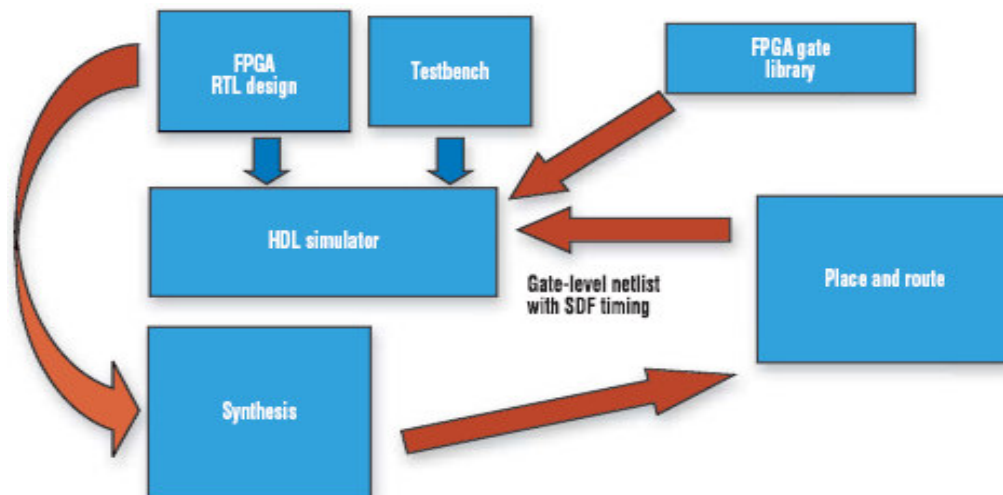 FPGA
RTL design
Testbench
FPGA gate
library
HDL simulator
Gate-level netlist
with SDF timing
Place and route
Synthesis